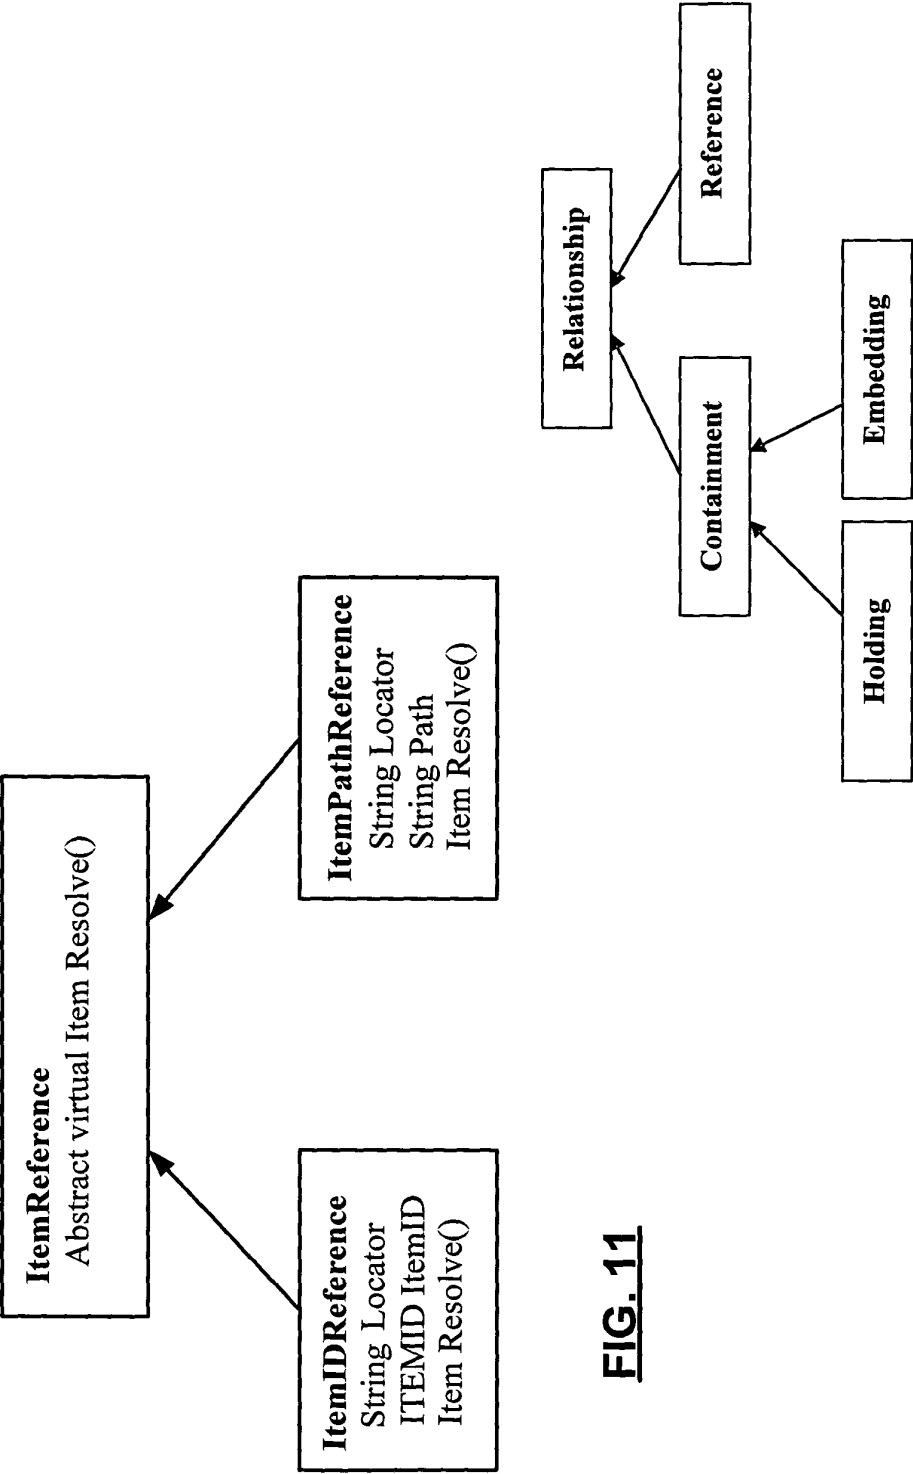 ItemReference
Abstract virtual Item Resolve()
ItemIDReference
String Locator
ITEMID ItemID
Item Resolve()
ItemPathReference
String Locator
String Path
Item Resolve()
FIG. 11
Relationship
Containment
Reference
Holding
Embedding